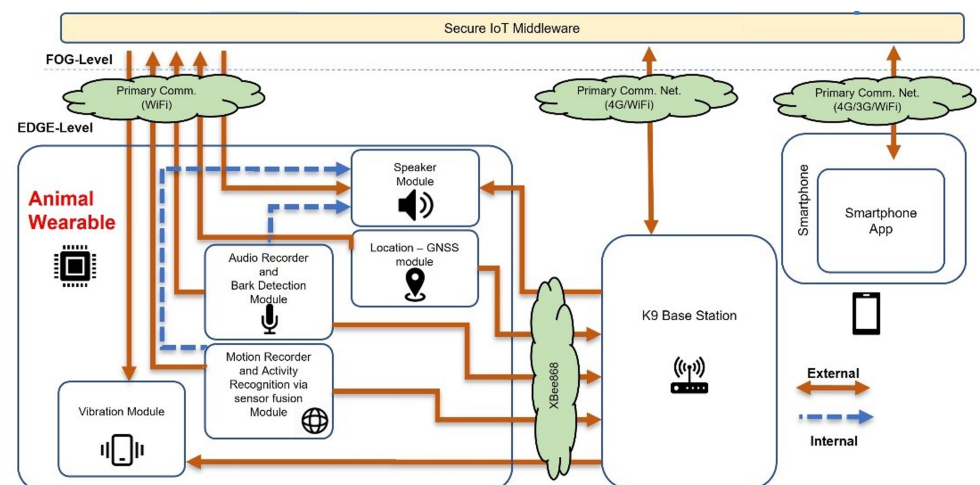 Secure IoT Middleware
FOG-Level
Primary Comm.
(WiFi)
Primary Comm. Net.
(4G/WiFi)
Primary Comm. Net.
(4G/3G/WiFi)
EDGE-Level
Animal
Wearable
Speaker
Module
Location – GNSS
module
Audio Recorder
and
Bark Detection
Module
Motion Recorder
and Activity
Recognition via
sensor fusion
Module
Vibration Module
XBee868
K9 Base Station
Smartphone
Smartphone
App
External
Internal